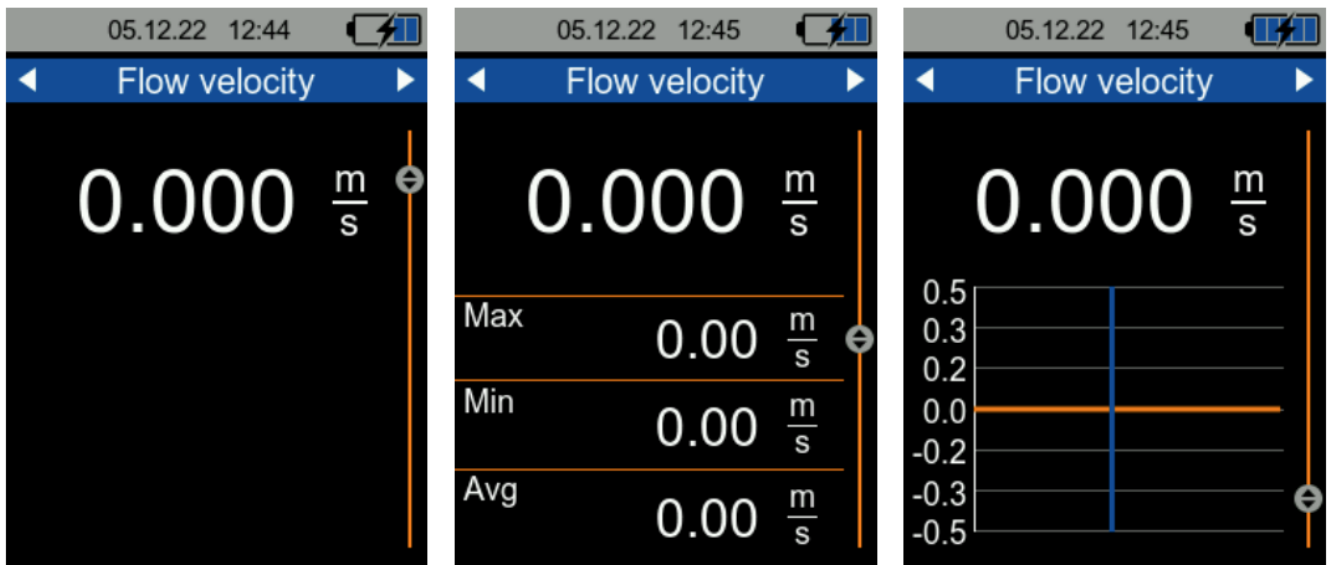 05.12.22 12:44
Flow velocity
0.000 m/s
05.12.22 12:45
Flow velocity
0.000 m/s
Max 0.00 m/s
Min 0.00 m/s
Avg 0.00 m/s
05.12.22 12:45
Flow velocity
0.000 m/s
0.5
0.3
0.2
0.0
-0.2
-0.3
-0.5